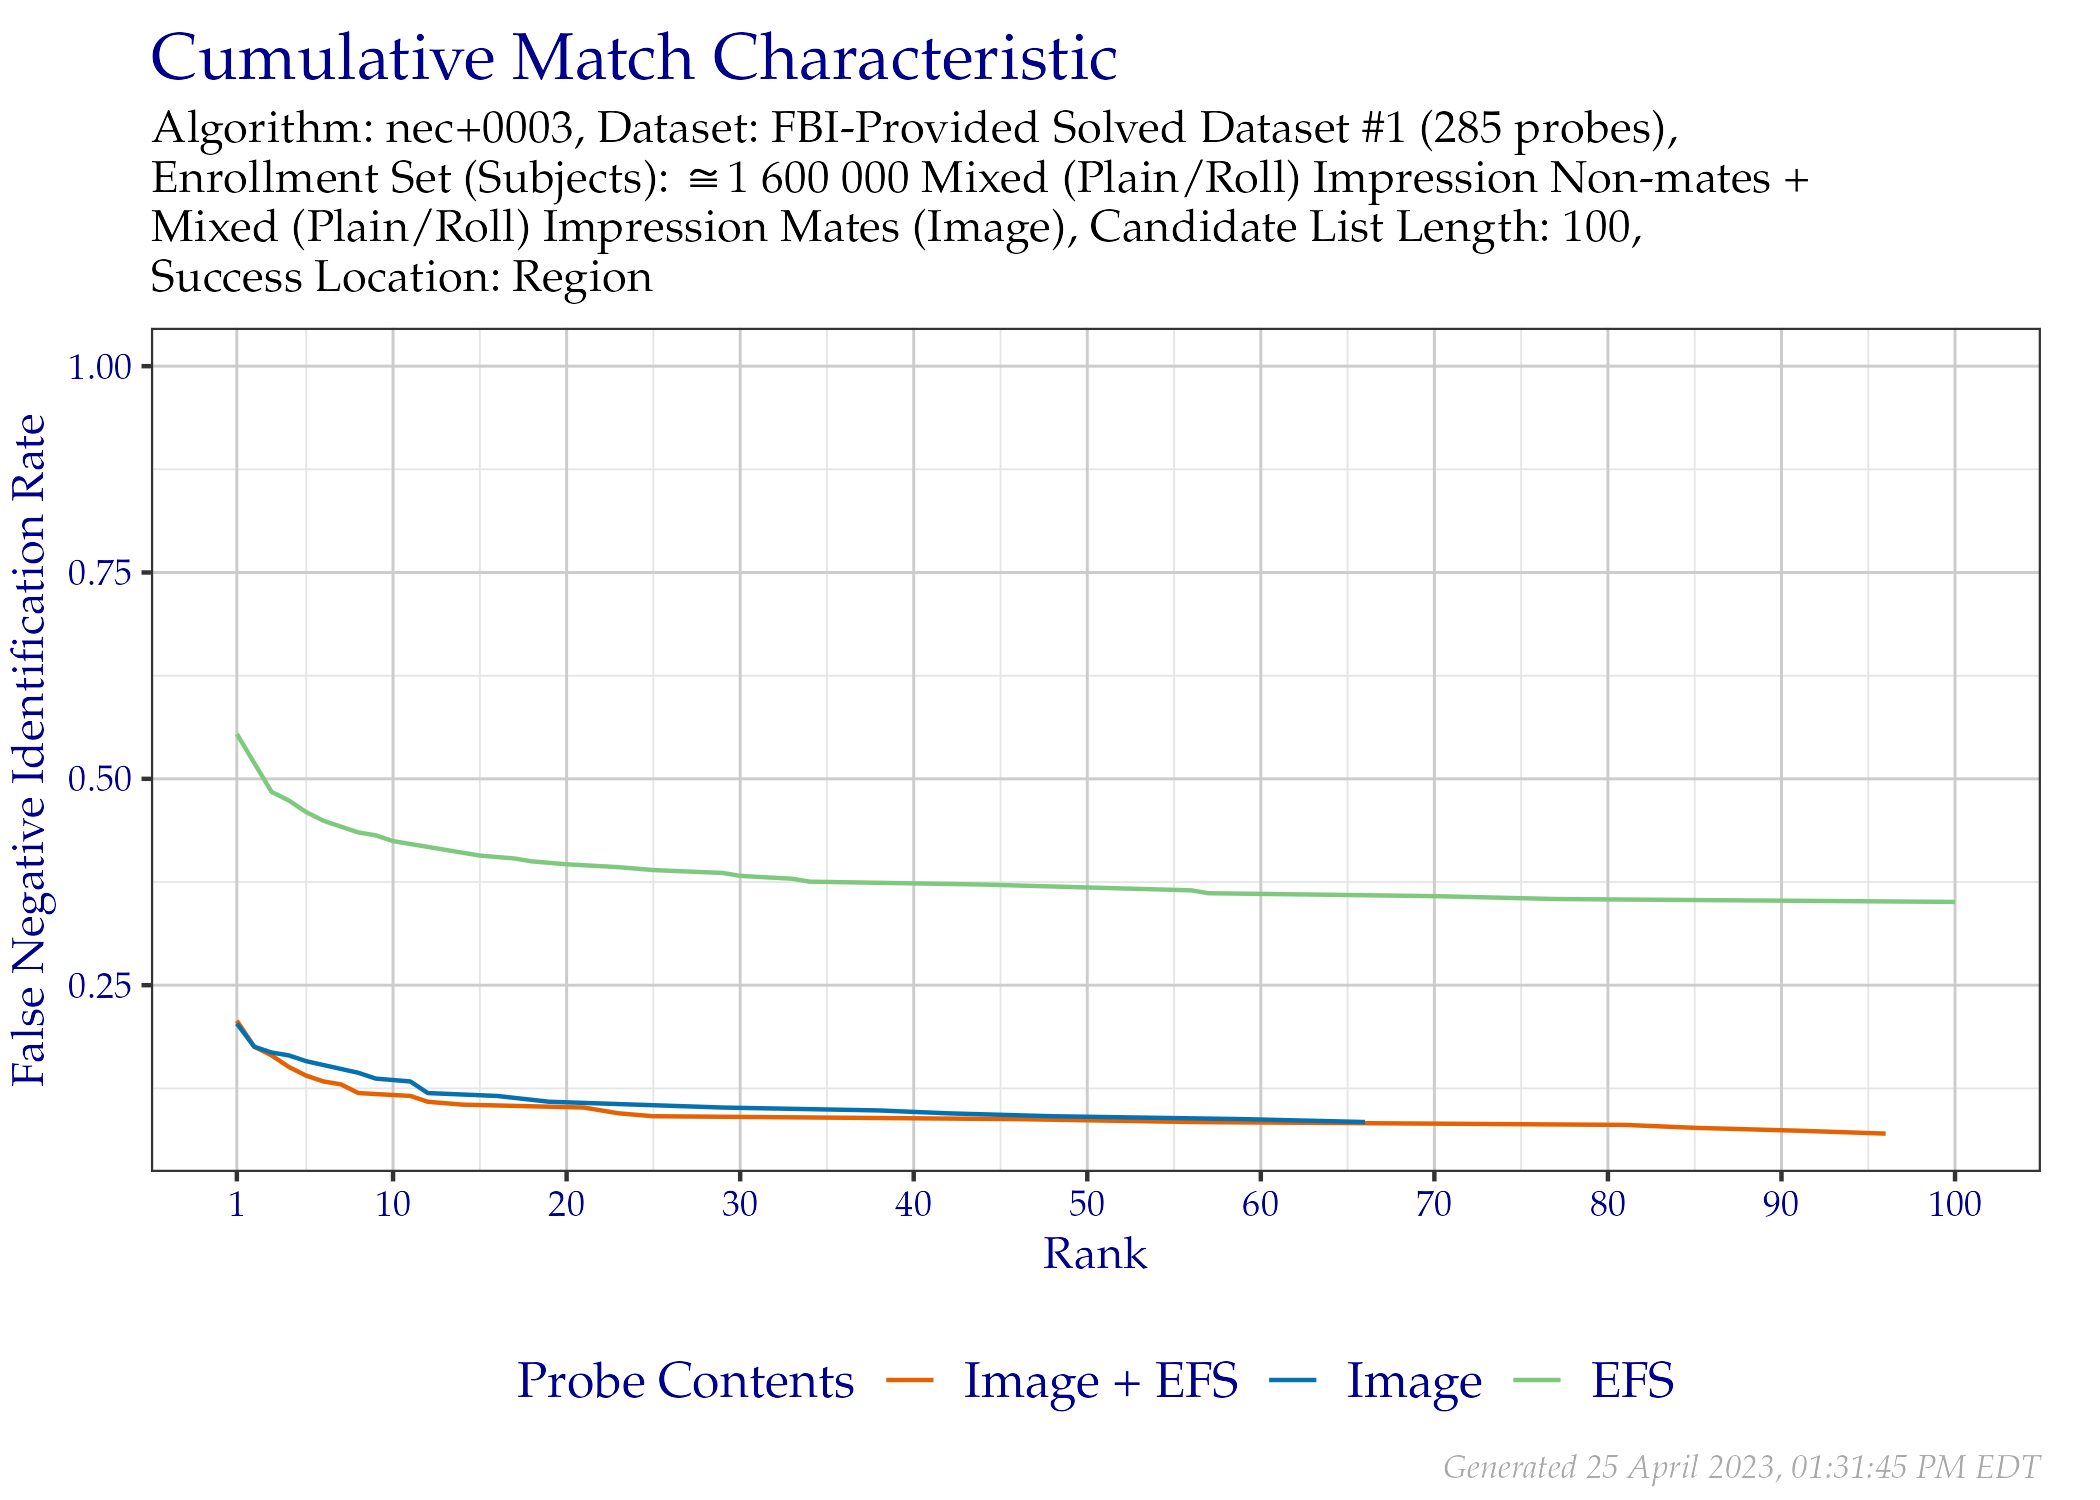 Cumulative Match Characteristic
Algorithm: nec+0003, Dataset: FBI-Provided Solved Dataset #1 (285 probes),
Enrollment Set (Subjects): ≅ 1 600 000 Mixed (Plain/Roll) Impression Non-mates +
Mixed (Plain/Roll) Impression Mates (Image), Candidate List Length: 100,
Success Location: Region
False Negative Identification Rate
1.00
0.75
0.50
0.25
1 10 20 30 40 50 60 70 80 90 100
Rank
Probe Contents Image + EFS Image EFS
Generated 25 April 2023, 01:31:45 PM EDT